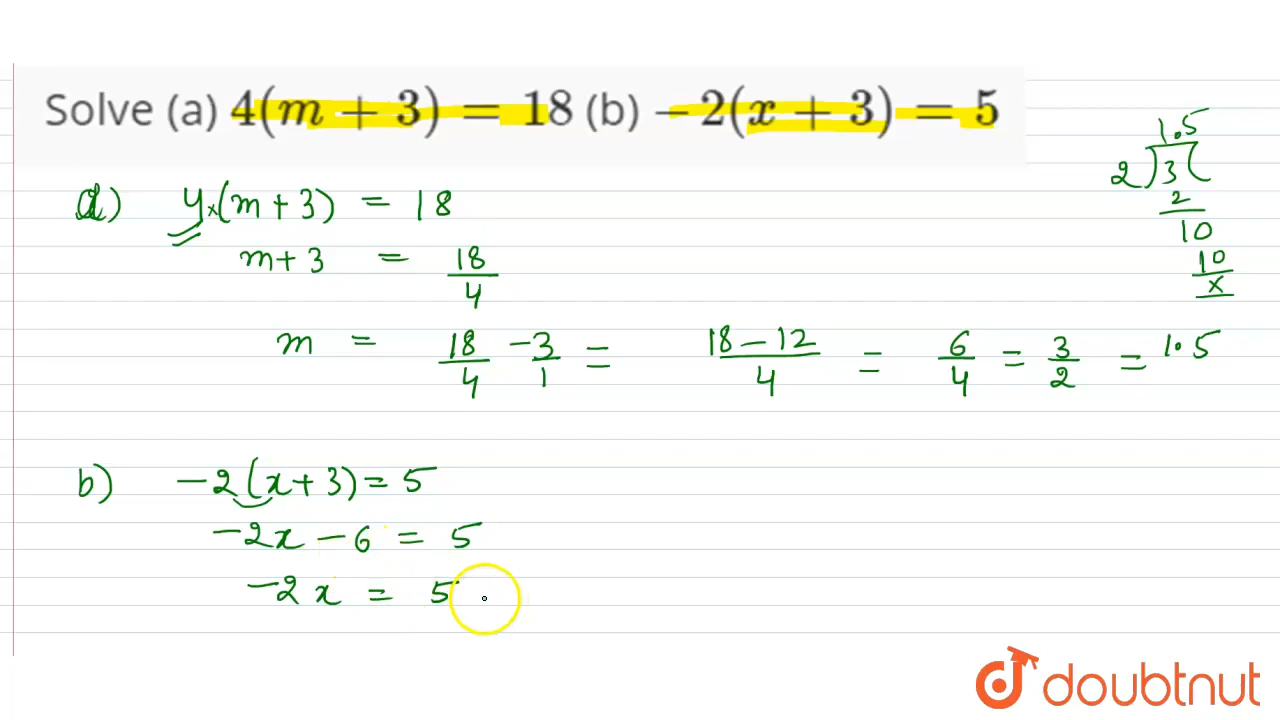 Solve (a) 4(m + 3) = 18 (b) −2(x + 3) = 5
a) 4×(m + 3) = 18
m + 3 = 18/4
m = 18/4 − 3/1 = 18 − 12/4 = 6/4 = 3/2 = 1.5
1.5
2)3(
2
10
10
×
b) −2(x + 3) = 5
−2x − 6 = 5
−2x = 5
doubtnut